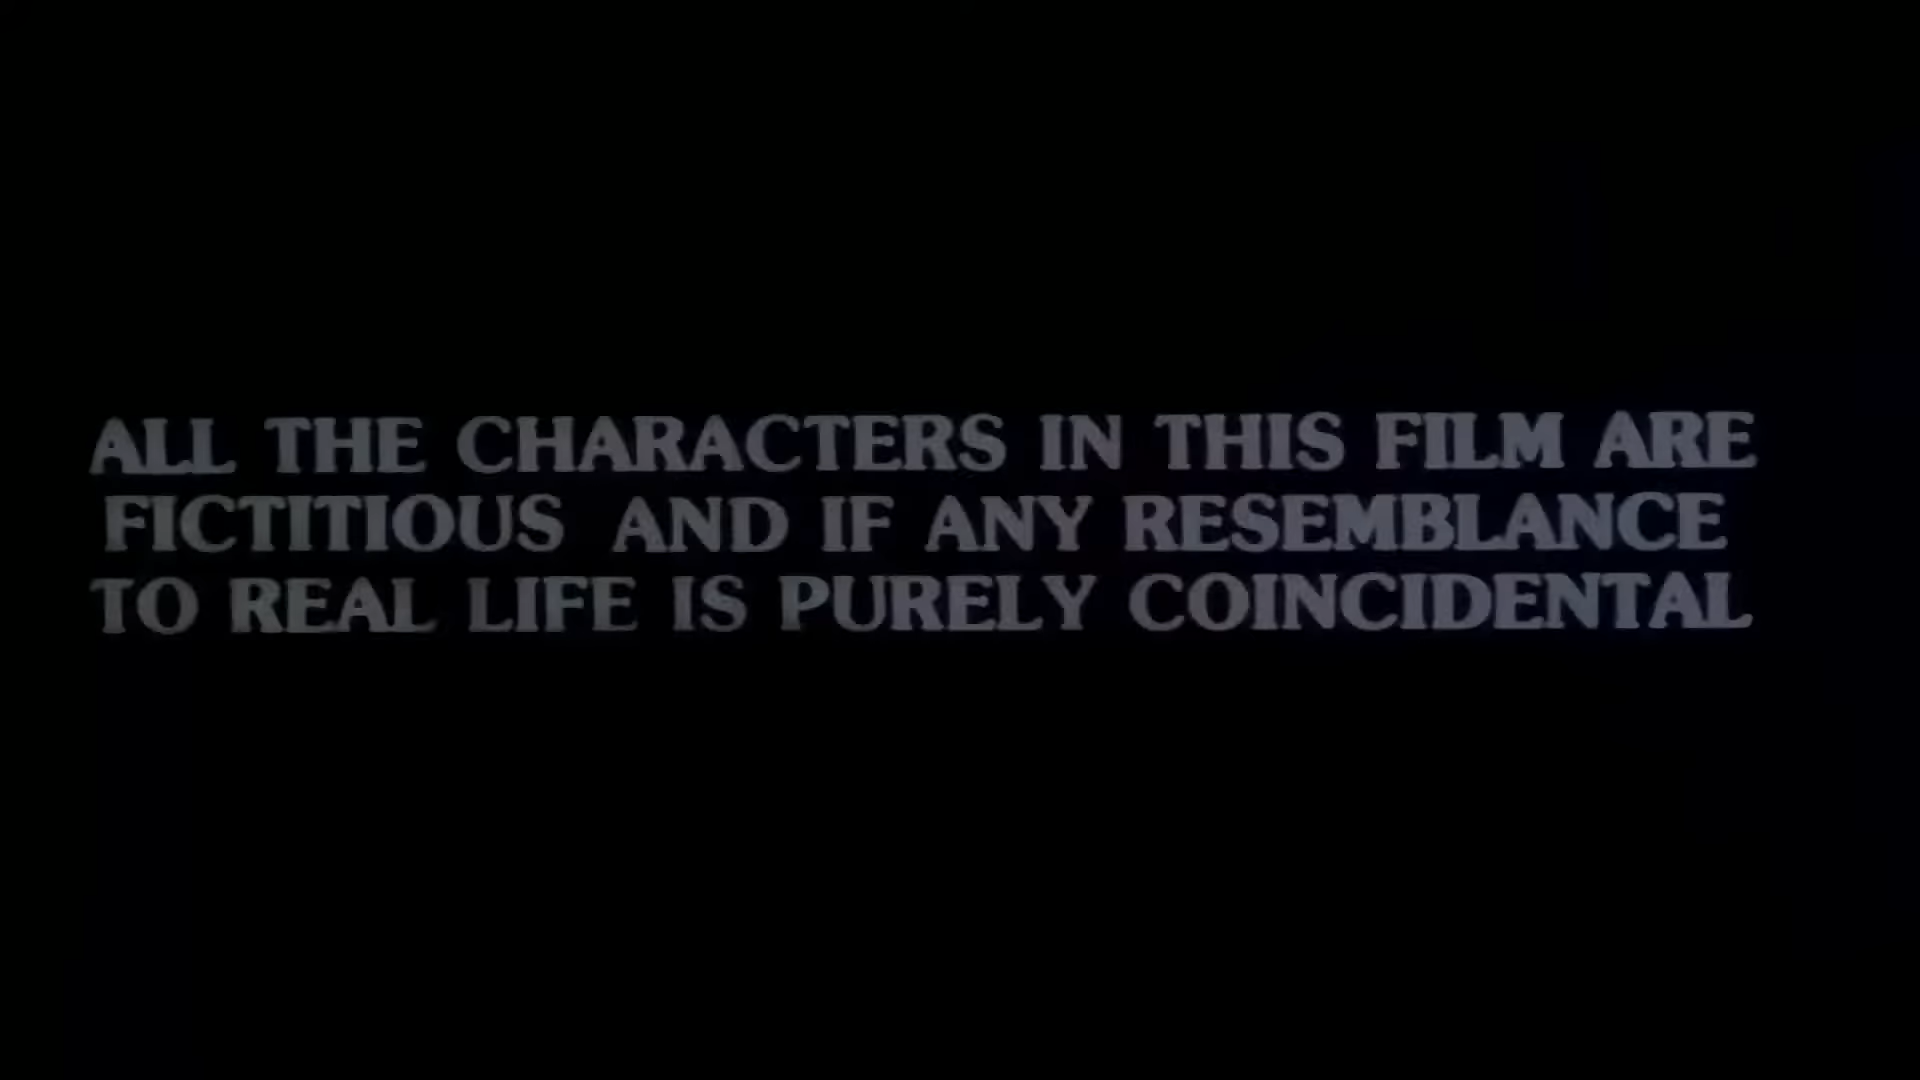 ALL THE CHARACTERS IN THIS FILM ARE
FICTITIOUS AND IF ANY RESEMBLANCE
TO REAL LIFE IS PURELY COINCIDENTAL